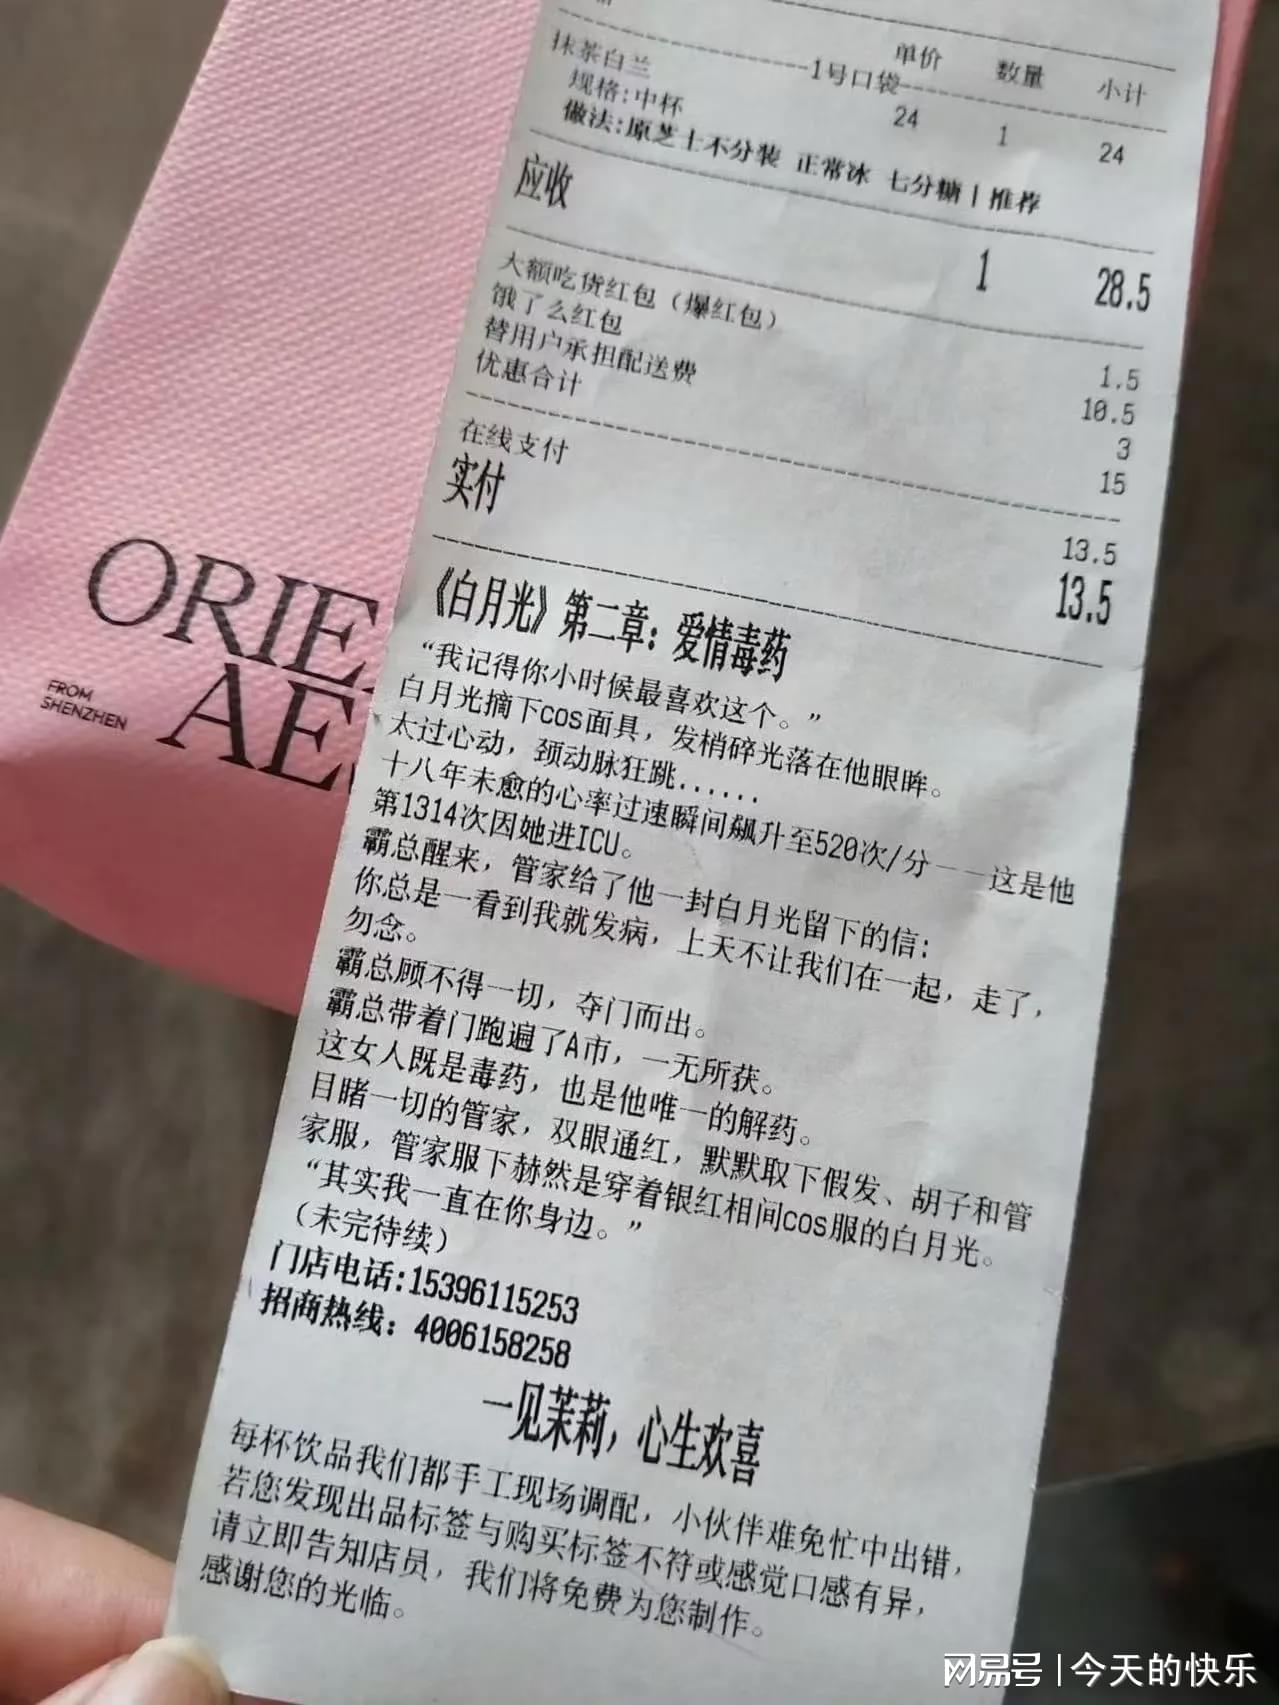 单价 数量 小计
1号口袋
抹茶白兰 24 1 24
规格:中杯
做法:原芝士不分装 正常冰 七分糖|推荐
应收 1 28.5
大额吃货红包（爆红包） 1.5
饿了么红包 10.5
替用户承担配送费 3
优惠合计 15
在线支付 13.5
实付 13.5
《白月光》第二章：爱情毒药
“我记得你小时候最喜欢这个。”
白月光摘下cos面具，发梢碎光落在他眼眸。
太过心动，颈动脉狂跳......
十八年未愈的心率过速瞬间飙升至520次/分——这是他
第1314次因她进ICU。
霸总醒来，管家给了他一封白月光留下的信：
你总是一看到我就发病，上天不让我们在一起，走了，
勿念。
霸总顾不得一切，夺门而出。
霸总带着门跑遍了A市，一无所获。
这女人既是毒药，也是他唯一的解药。
目睹一切的管家，双眼通红，默默取下假发、胡子和管
家服，管家服下赫然是穿着银红相间cos服的白月光。
“其实我一直在你身边。”
（未完待续）
门店电话:15396115253
招商热线：4006158258
一见茉莉，心生欢喜
每杯饮品我们都手工现场调配，小伙伴难免忙中出错，
若您发现出品标签与购买标签不符或感觉口感有异，
请立即告知店员，我们将免费为您制作。
感谢您的光临。
ORIE
AES
FROM
SHENZHEN
网易号|今天的快乐